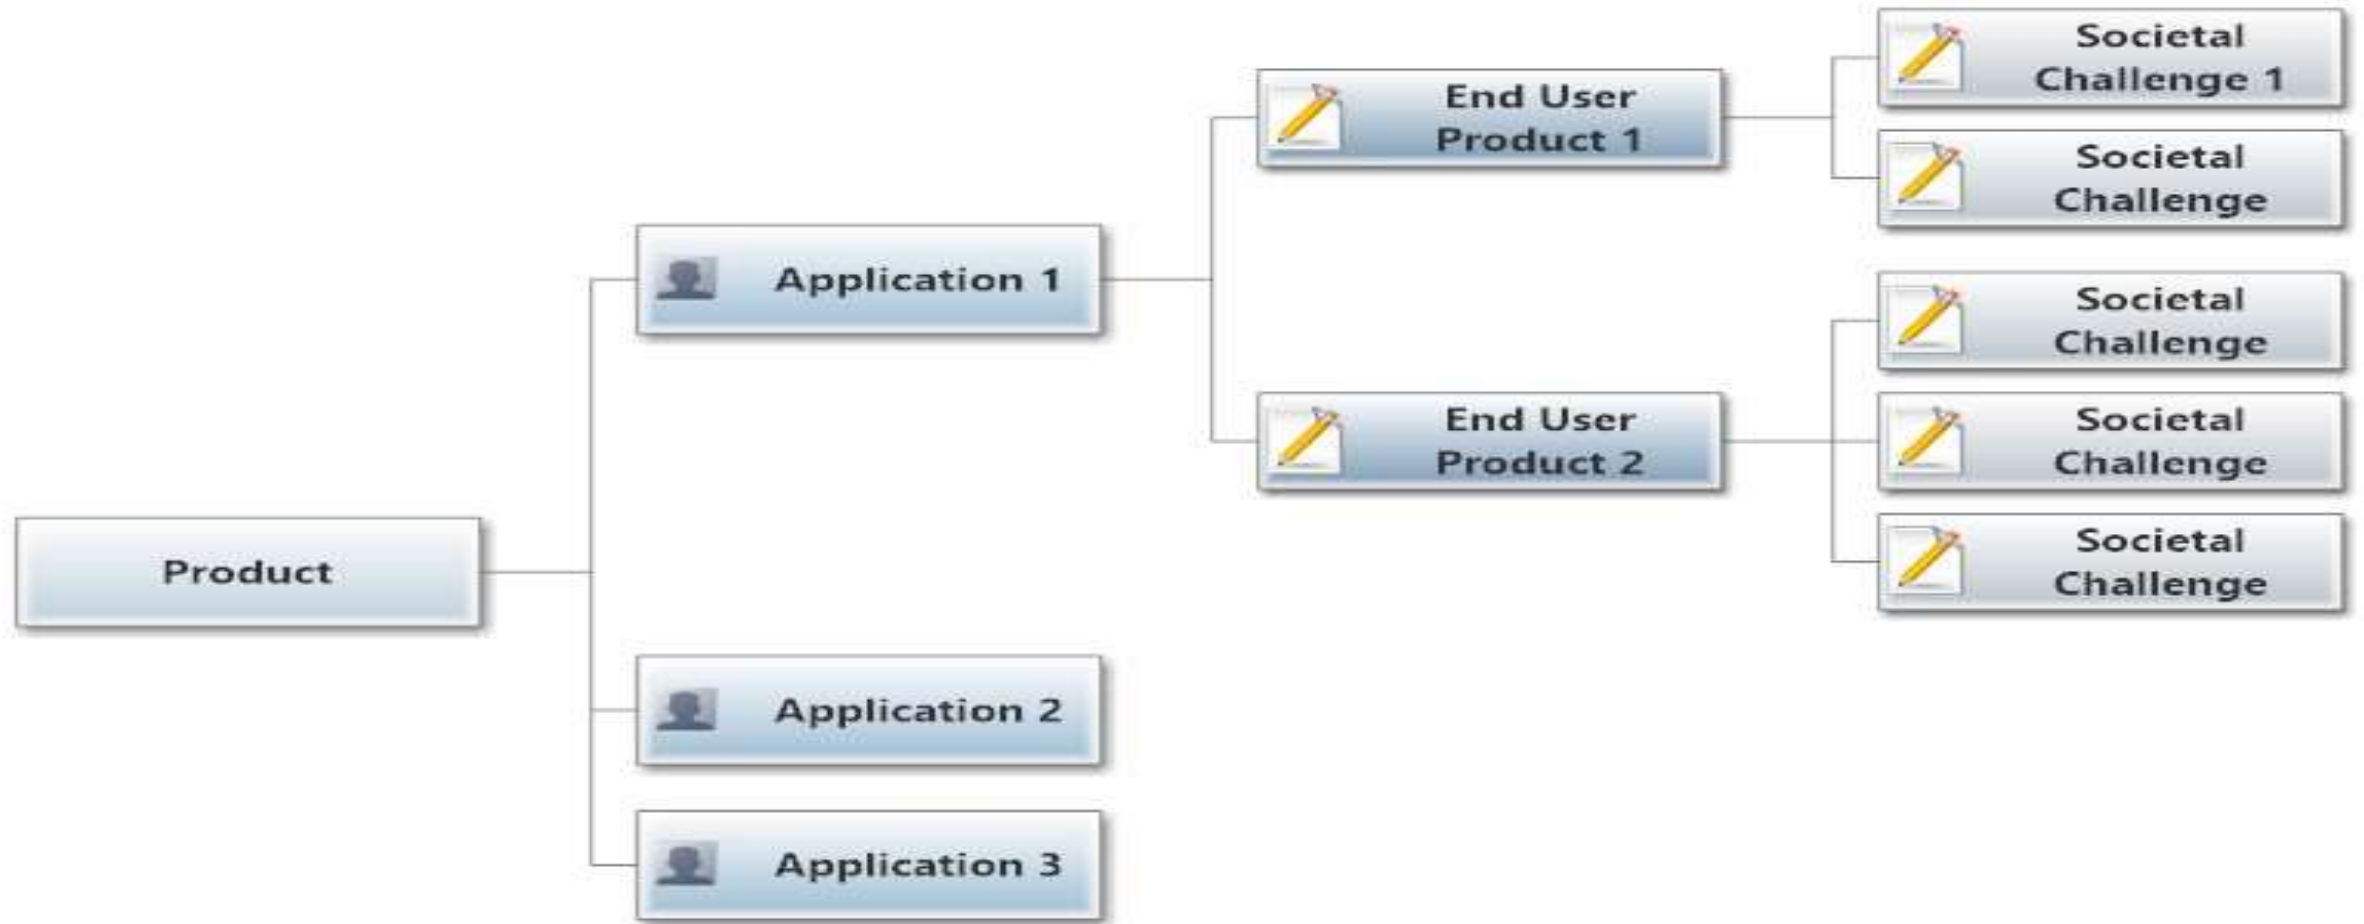 Societal
Challenge 1
End User
Product 1
Societal
Challenge
Application 1
Societal
Challenge
End User
Product 2
Societal
Challenge
Societal
Challenge
Product
Application 2
Application 3